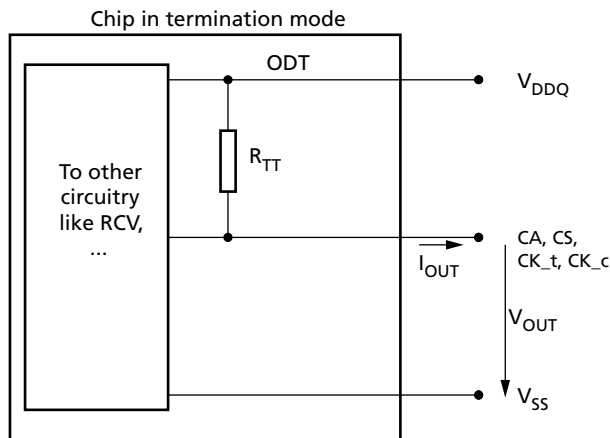 Chip in termination mode
ODT
V_DDQ
R_TT
To other
circuitry
like RCV,
...
CA, CS,
CK_t, CK_c
I_OUT
V_OUT
V_SS